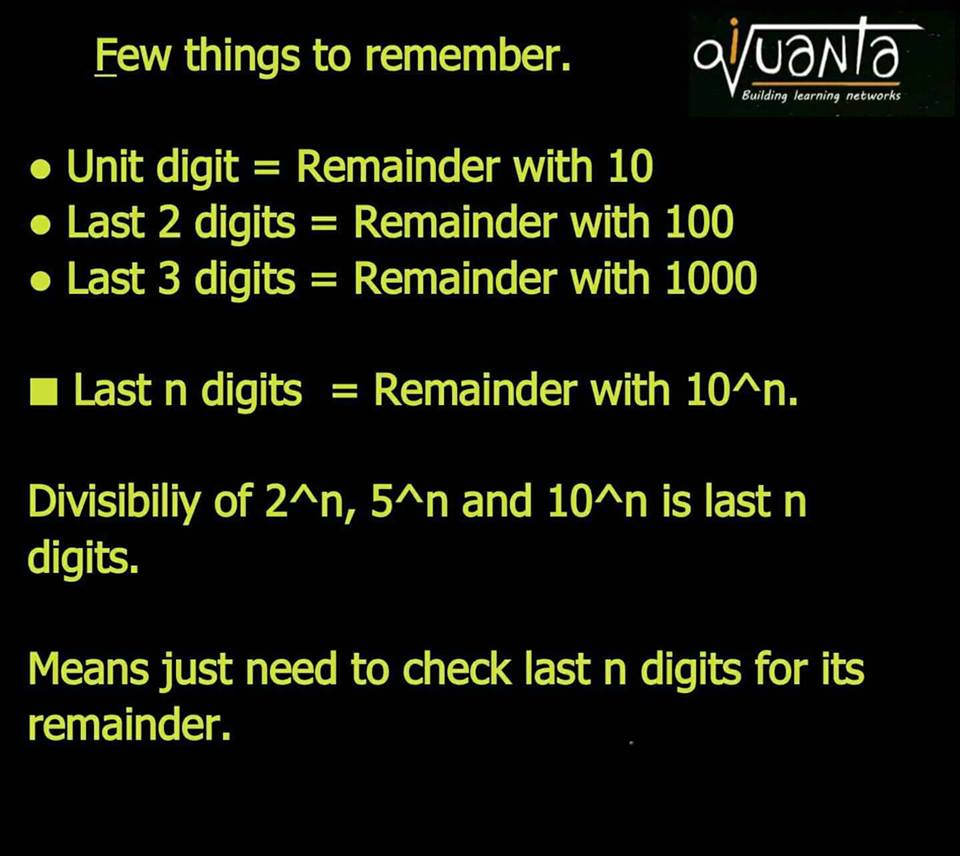 Few things to remember.
qiuanta
Building learning networks
● Unit digit = Remainder with 10
● Last 2 digits = Remainder with 100
● Last 3 digits = Remainder with 1000
■ Last n digits = Remainder with 10^n.
Divisibiliy of 2^n, 5^n and 10^n is last n
digits.
Means just need to check last n digits for its
remainder.